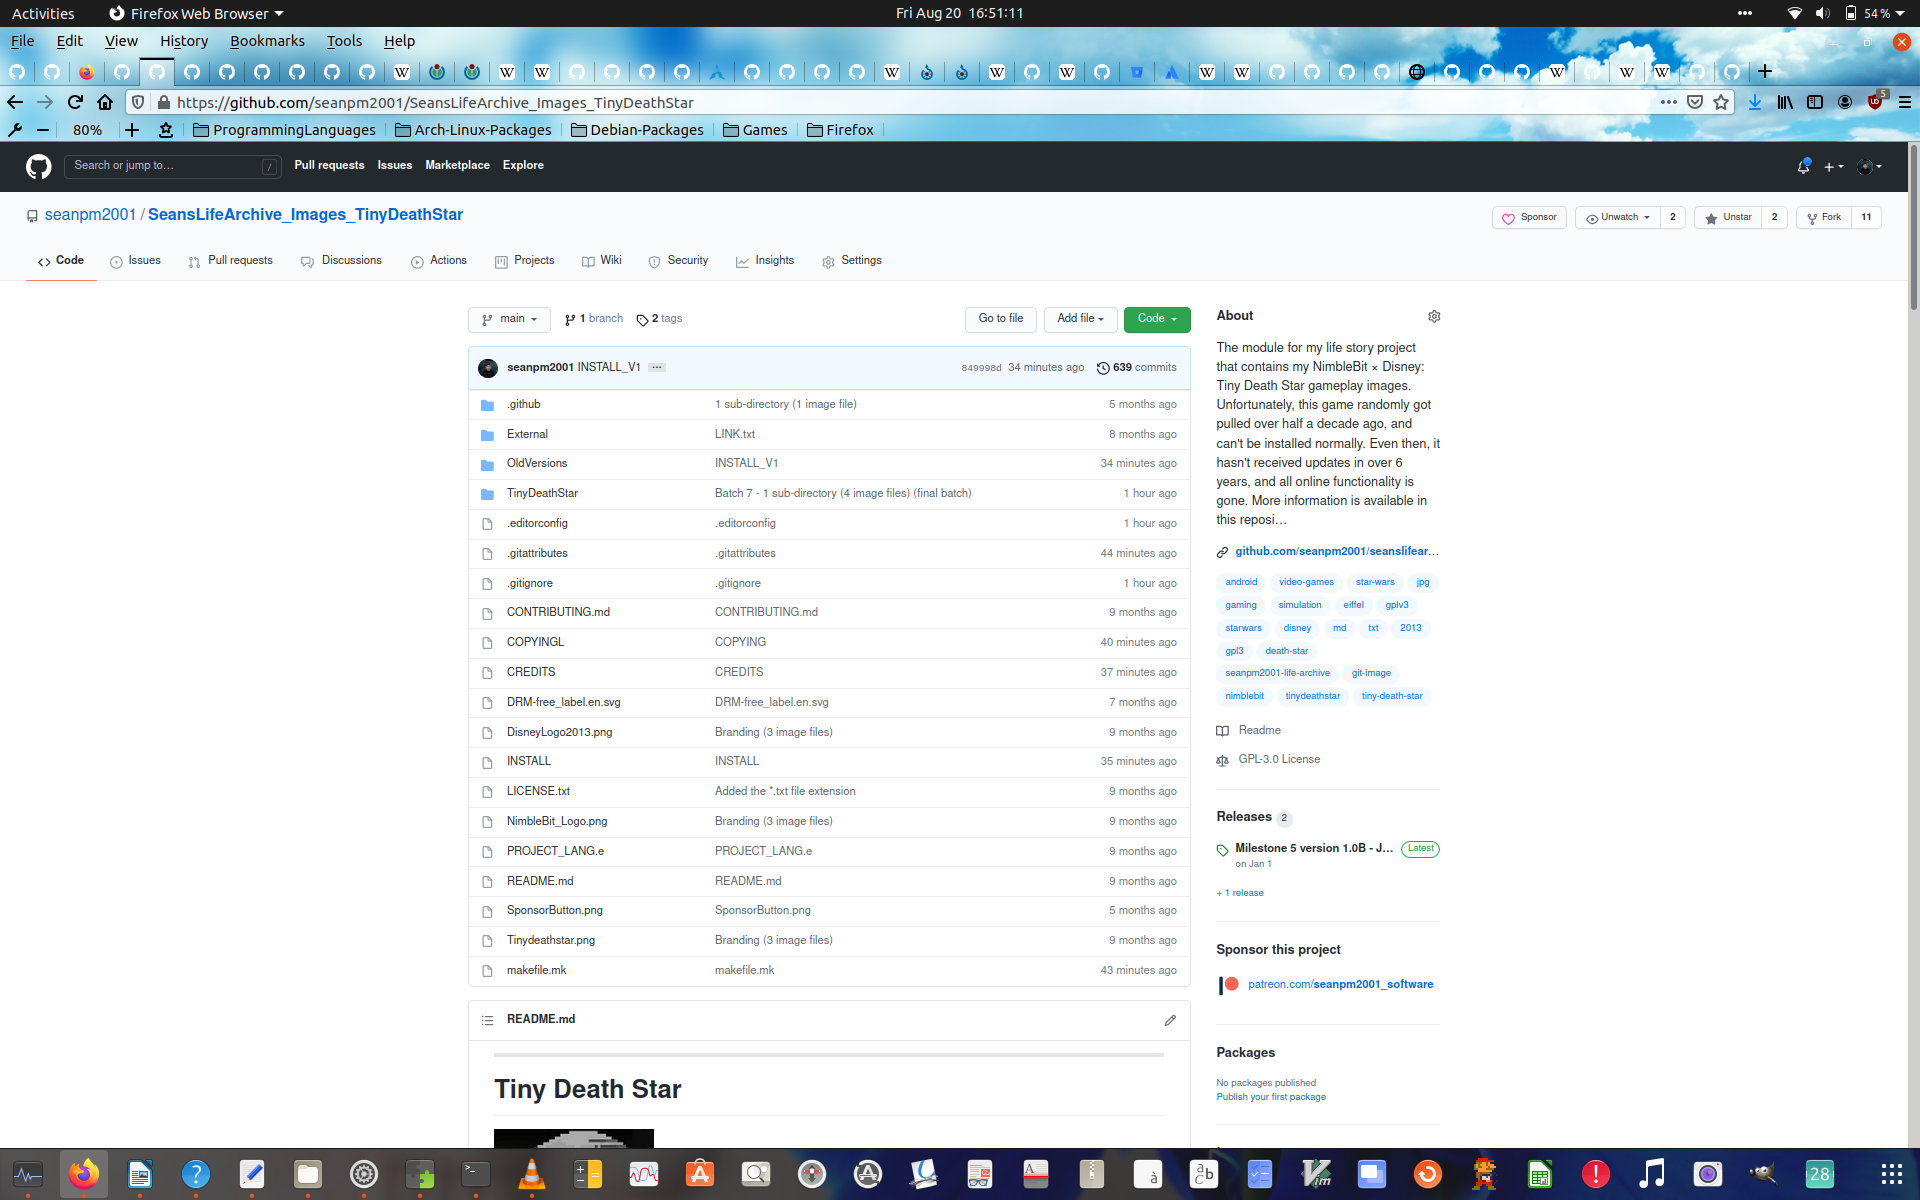 Activities
Firefox Web Browser
Fri Aug 20 16:51:11
54 %
File Edit View History Bookmarks Tools Help
https://github.com/seanpm2001/SeansLifeArchive_Images_TinyDeathStar
5
80%
ProgrammingLanguages
Arch-Linux-Packages
Debian-Packages
Games
Firefox
Search or jump to...
/
Pull requests Issues Marketplace Explore
seanpm2001 / SeansLifeArchive_Images_TinyDeathStar
Sponsor
Unwatch 2
Unstar 2
Fork 11
Code Issues Pull requests Discussions Actions Projects Wiki Security Insights Settings
main
1 branch
2 tags
Go to file
Add file
Code
seanpm2001 INSTALL_V1 ... 849998d 34 minutes ago 639 commits
.github 1 sub-directory (1 image file) 5 months ago
External LINK.txt 8 months ago
OldVersions INSTALL_V1 34 minutes ago
TinyDeathStar Batch 7 - 1 sub-directory (4 image files) (final batch) 1 hour ago
.editorconfig .editorconfig 1 hour ago
.gitattributes .gitattributes 44 minutes ago
.gitignore .gitignore 1 hour ago
CONTRIBUTING.md CONTRIBUTING.md 9 months ago
COPYINGL COPYING 40 minutes ago
CREDITS CREDITS 37 minutes ago
DRM-free_label.en.svg DRM-free_label.en.svg 7 months ago
DisneyLogo2013.png Branding (3 image files) 9 months ago
INSTALL INSTALL 35 minutes ago
LICENSE.txt Added the *.txt file extension 9 months ago
NimbleBit_Logo.png Branding (3 image files) 9 months ago
PROJECT_LANG.e PROJECT_LANG.e 9 months ago
README.md README.md 9 months ago
SponsorButton.png SponsorButton.png 5 months ago
Tinydeathstar.png Branding (3 image files) 9 months ago
makefile.mk makefile.mk 43 minutes ago
README.md
Tiny Death Star
About
The module for my life story project
that contains my NimbleBit × Disney:
Tiny Death Star gameplay images.
Unfortunately, this game randomly got
pulled over half a decade ago, and
can't be installed normally. Even then, it
hasn't received updates in over 6
years, and all online functionality is
gone. More information is available in
this reposi...
github.com/seanpm2001/seanslifear...
android video-games star-wars jpg
gaming simulation eiffel gplv3
starwars disney md txt 2013
gpl3 death-star
seanpm2001-life-archive git-image
nimblebit tinydeathstar tiny-death-star
Readme
GPL-3.0 License
Releases 2
Milestone 5 version 1.0B - J... Latest
on Jan 1
+ 1 release
Sponsor this project
patreon.com/seanpm2001_software
Packages
No packages published
Publish your first package
28